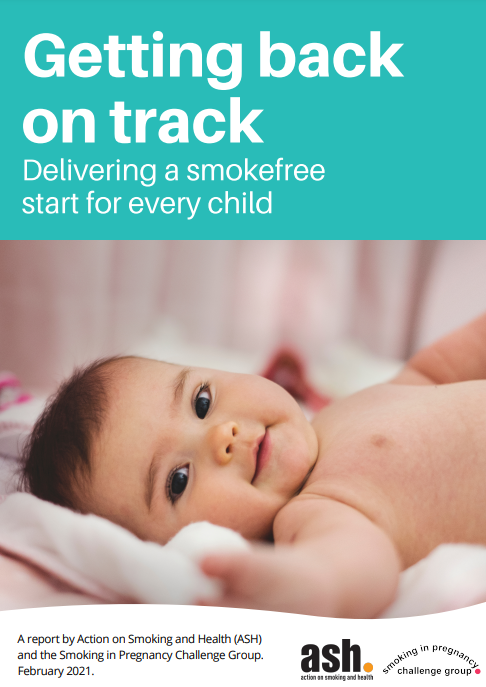 Getting back
on track
Delivering a smokefree
start for every child
A report by Action on Smoking and Health (ASH)
and the Smoking in Pregnancy Challenge Group.
February 2021.
ash.
action on smoking and health
smoking in pregnancy
challenge group